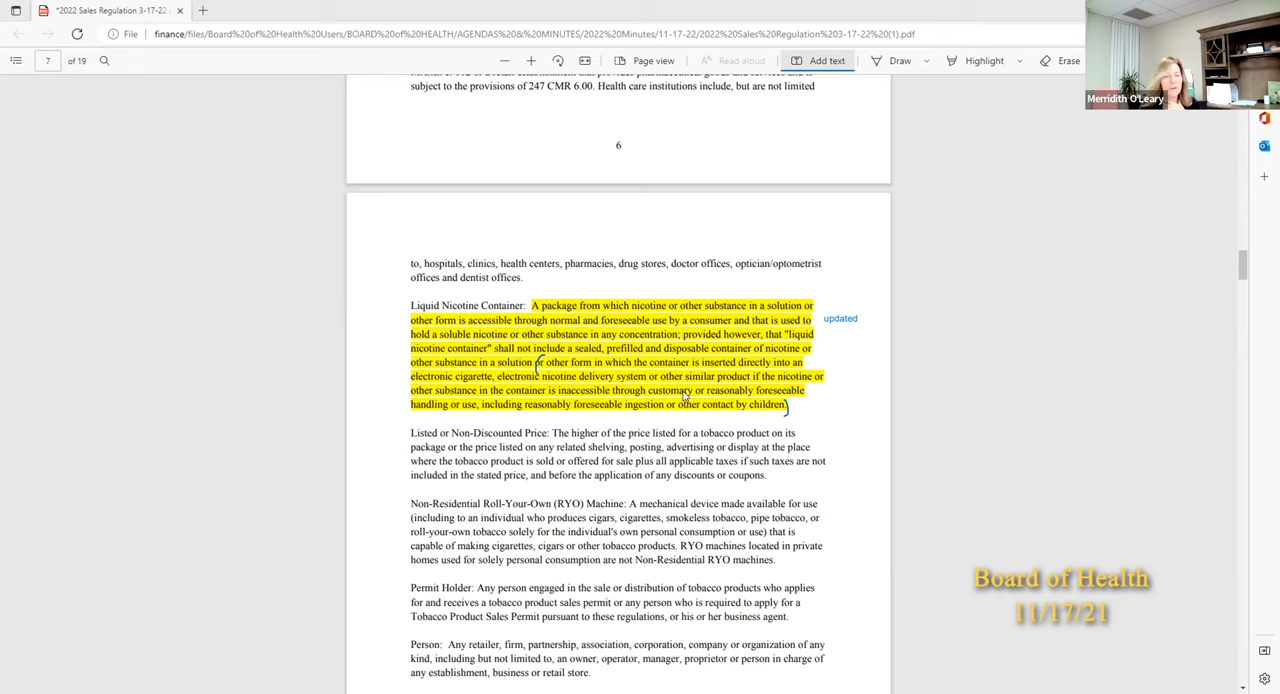 *2022 Sales Regulation 3-17-22
File
finance/files/Board%20of%20Health%20Users/BOARD%20of%20HEALTH/AGENDAS%20&%20MINUTES/2022%20Minutes/11-17-22/2022%20Sales%20Regulation%203-17-22%20(1).pdf
7 of 19
Page view
Read aloud
Add text
Draw
Highlight
Erase
Merridith O'Leary
subject to the provisions of 247 CMR 6.00. Health care institutions include, but are not limited
6
to, hospitals, clinics, health centers, pharmacies, drug stores, doctor offices, optician/optometrist
offices and dentist offices.
Liquid Nicotine Container: A package from which nicotine or other substance in a solution or
other form is accessible through normal and foreseeable use by a consumer and that is used to
hold a soluble nicotine or other substance in any concentration; provided however, that "liquid
nicotine container" shall not include a sealed, prefilled and disposable container of nicotine or
other substance in a solution or other form in which the container is inserted directly into an
electronic cigarette, electronic nicotine delivery system or other similar product if the nicotine or
other substance in the container is inaccessible through customary or reasonably foreseeable
handling or use, including reasonably foreseeable ingestion or other contact by children.
updated
Listed or Non-Discounted Price: The higher of the price listed for a tobacco product on its
package or the price listed on any related shelving, posting, advertising or display at the place
where the tobacco product is sold or offered for sale plus all applicable taxes if such taxes are not
included in the stated price, and before the application of any discounts or coupons.
Non-Residential Roll-Your-Own (RYO) Machine: A mechanical device made available for use
(including to an individual who produces cigars, cigarettes, smokeless tobacco, pipe tobacco, or
roll-your-own tobacco solely for the individual's own personal consumption or use) that is
capable of making cigarettes, cigars or other tobacco products. RYO machines located in private
homes used for solely personal consumption are not Non-Residential RYO machines.
Permit Holder: Any person engaged in the sale or distribution of tobacco products who applies
for and receives a tobacco product sales permit or any person who is required to apply for a
Tobacco Product Sales Permit pursuant to these regulations, or his or her business agent.
Person: Any retailer, firm, partnership, association, corporation, company or organization of any
kind, including but not limited to, an owner, operator, manager, proprietor or person in charge of
any establishment, business or retail store.
Board of Health
11/17/21